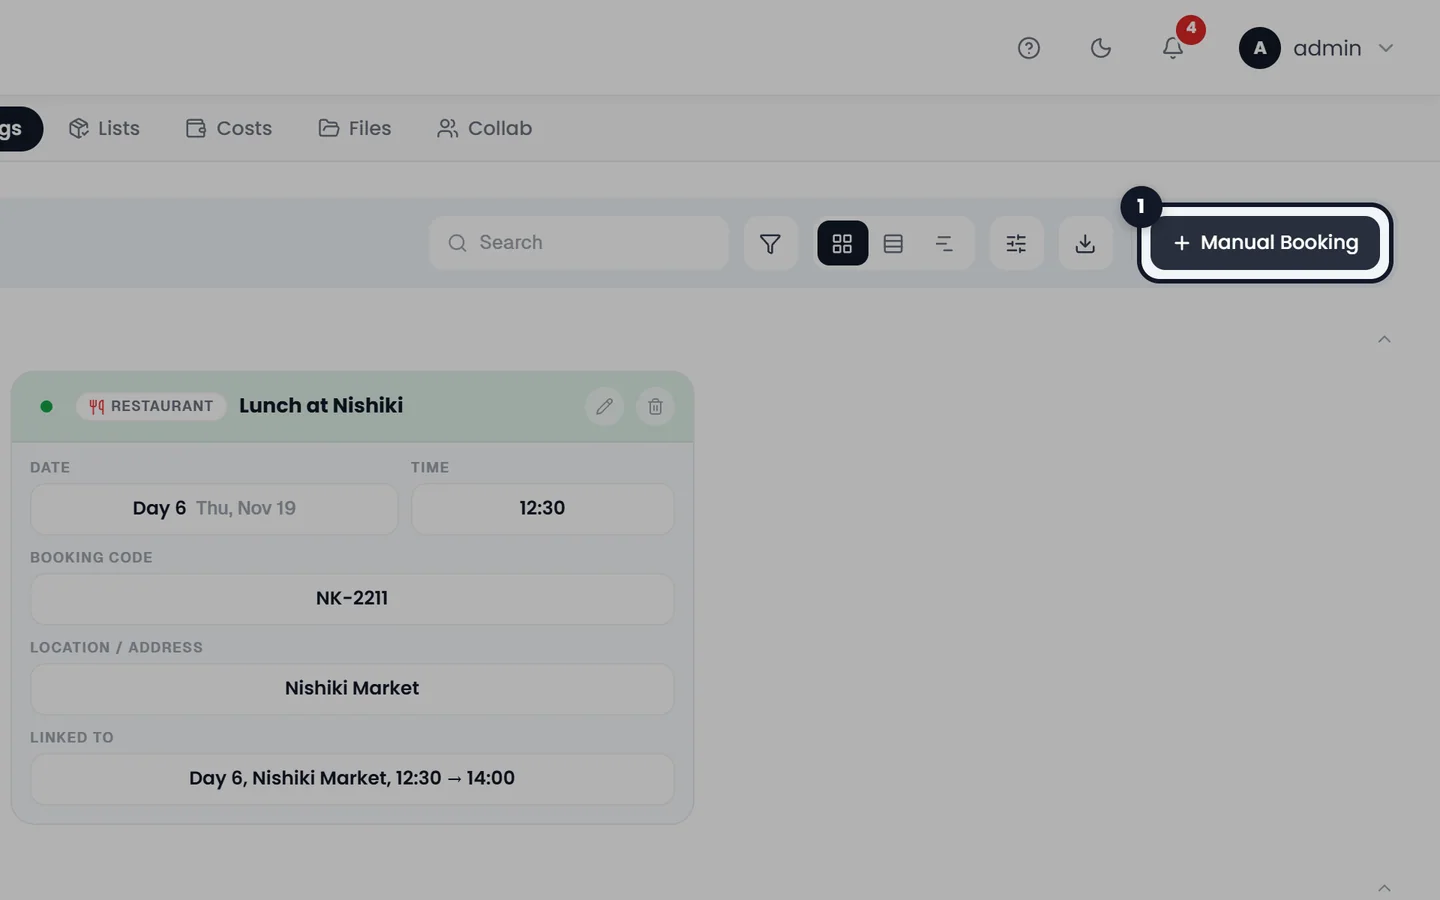 4
A
admin
gs
Lists
Costs
Files
Collab
1
Search
+ Manual Booking
RESTAURANT
Lunch at Nishiki
DATE
TIME
Day 6 Thu, Nov 19
12:30
BOOKING CODE
NK-2211
LOCATION / ADDRESS
Nishiki Market
LINKED TO
Day 6, Nishiki Market, 12:30 → 14:00